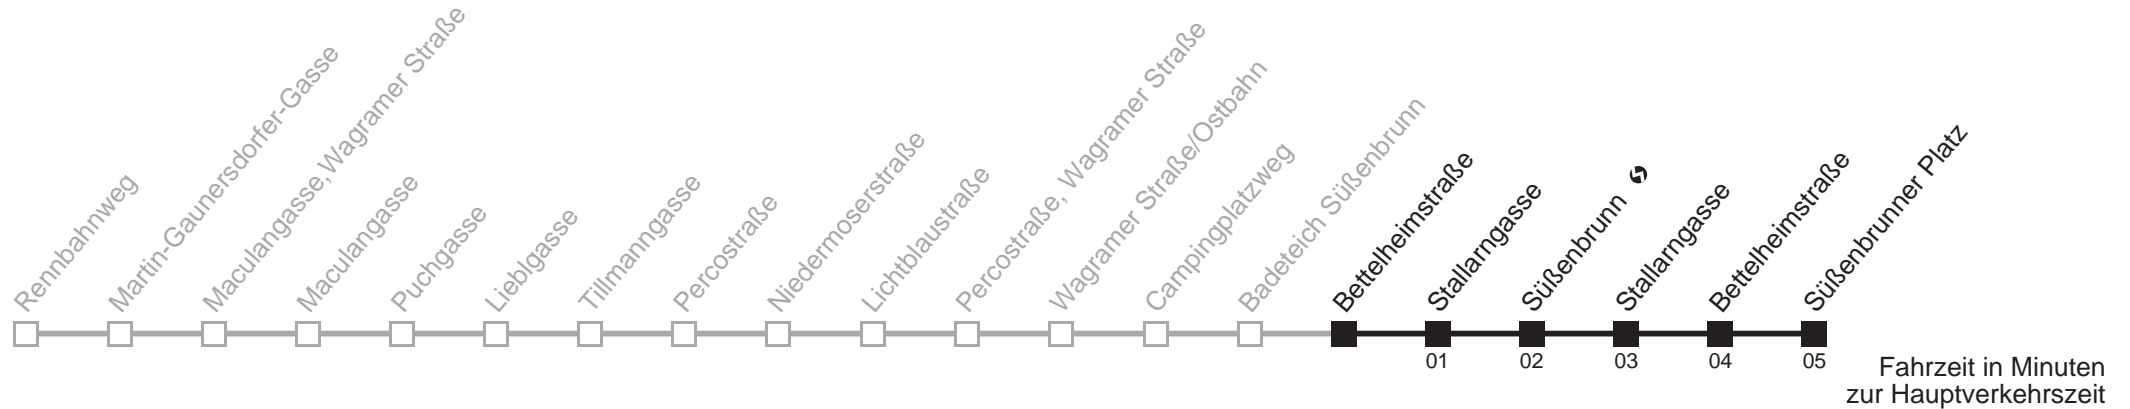 Rennbahnweg
Martin-Gaunersdorfer-Gasse
Maculangasse, Wagramer Straße
Maculangasse
Puchgasse
Lieblgasse
Tillmanngasse
Percostraße
Niedermoserstraße
Lichtblaustraße
Percostraße, Wagramer Straße
Wagramer Straße/Ostbahn
Campingplatzweg
Badeteich Süßenbrunn
Bettelheimstraße
Stallarngasse
Süßenbrunn
Stallarngasse
Bettelheimstraße
Süßenbrunner Platz
01 02 03 04 05
Fahrzeit in Minuten
zur Hauptverkehrszeit